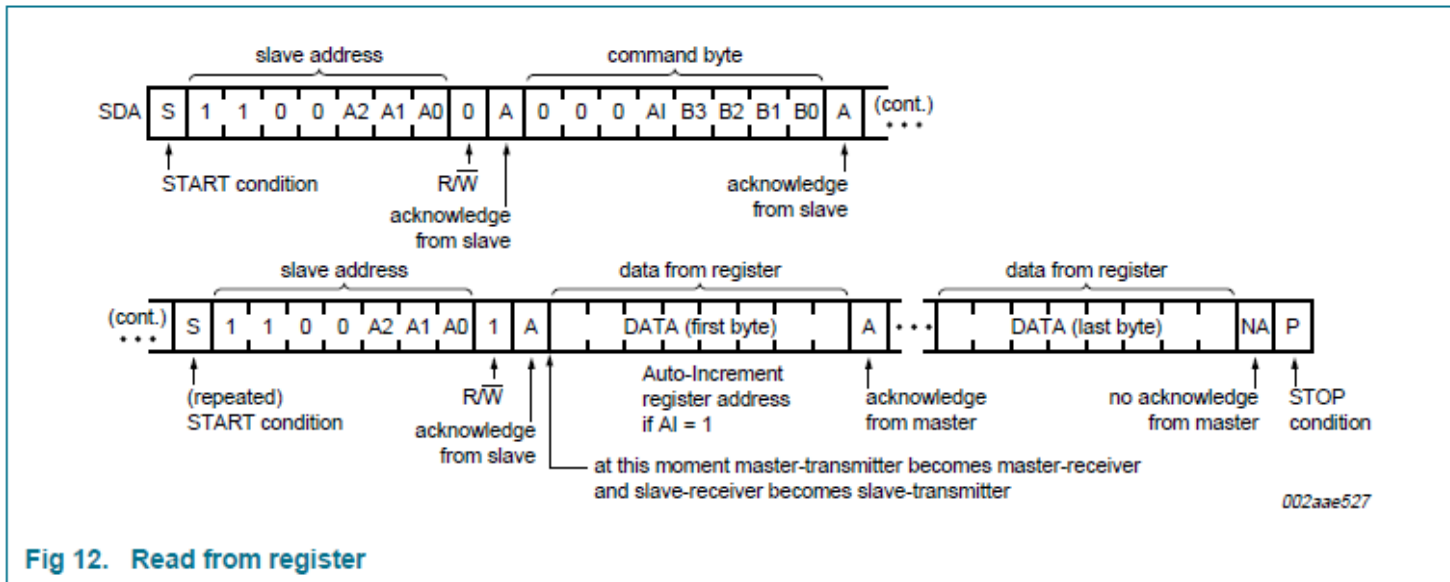 slave address command byte
SDA S 1 1 0 0 A2 A1 A0 0 A 0 0 0 AI B3 B2 B1 B0 A (cont.)
START condition R/W̅ acknowledge
acknowledge from slave
from slave
slave address data from register data from register
(cont.) S 1 1 0 0 A2 A1 A0 1 A DATA (first byte) A DATA (last byte) NA P
(repeated) R/W̅ Auto-Increment acknowledge no acknowledge STOP
START condition acknowledge register address from master from master condition
from slave if AI = 1
at this moment master-transmitter becomes master-receiver
and slave-receiver becomes slave-transmitter
002aae527
Fig 12. Read from register